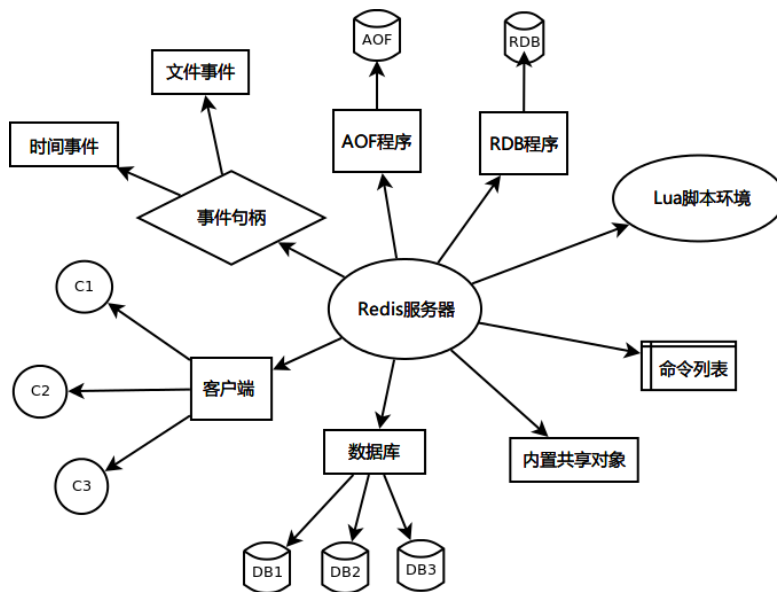 AOF
RDB
文件事件
时间事件
AOF程序
RDB程序
Lua脚本环境
事件句柄
C1
Redis服务器
命令列表
C2
客户端
数据库
内置共享对象
C3
DB1
DB2
DB3